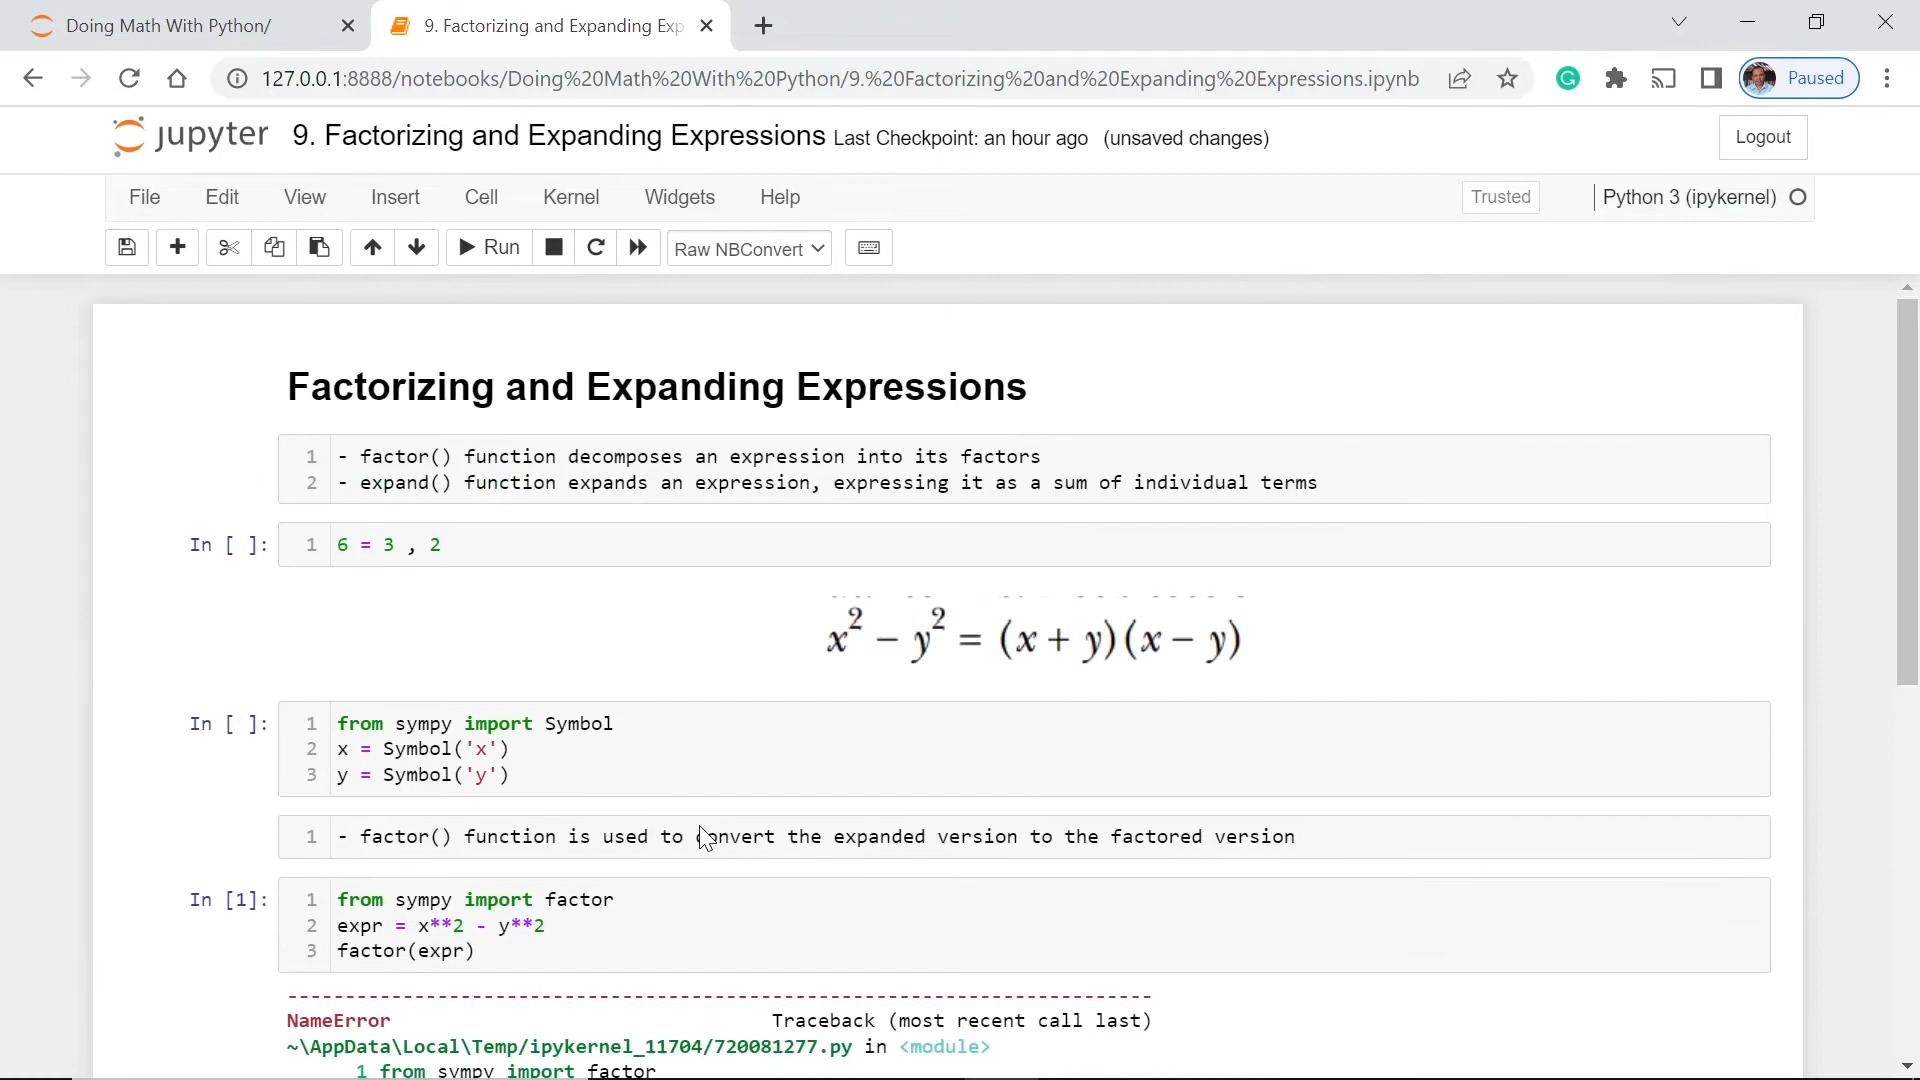 Doing Math With Python/
9. Factorizing and Expanding Exp
127.0.0.1:8888/notebooks/Doing%20Math%20With%20Python/9.%20Factorizing%20and%20Expanding%20Expressions.ipynb
Paused
jupyter 9. Factorizing and Expanding Expressions Last Checkpoint: an hour ago (unsaved changes)
Logout
File Edit View Insert Cell Kernel Widgets Help
Trusted
Python 3 (ipykernel)
Run
Raw NBConvert
Factorizing and Expanding Expressions
1 - factor() function decomposes an expression into its factors
2 - expand() function expands an expression, expressing it as a sum of individual terms
In [ ]: 1 6 = 3 , 2
x² − y² = (x + y)(x − y)
In [ ]: 1 from sympy import Symbol
2 x = Symbol('x')
3 y = Symbol('y')
1 - factor() function is used to convert the expanded version to the factored version
In [1]: 1 from sympy import factor
2 expr = x**2 - y**2
3 factor(expr)
---------------------------------------------------------------------------
NameError Traceback (most recent call last)
~\AppData\Local\Temp/ipykernel_11704/720081277.py in <module>
1 from sympy import factor